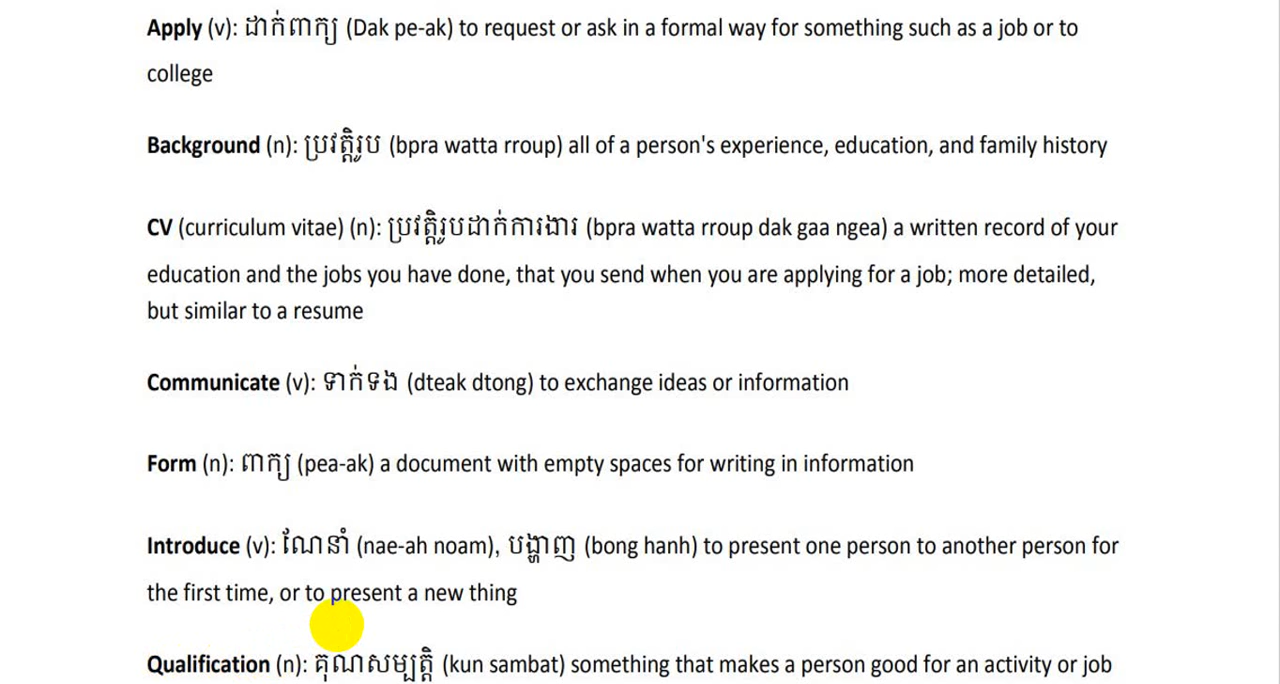 Apply (v): ដាក់ពាក្យ (Dak pe-ak) to request or ask in a formal way for something such as a job or to
college
Background (n): ប្រវត្តិរូប (bpra watta rroup) all of a person's experience, education, and family history
CV (curriculum vitae) (n): ប្រវត្តិរូបដាក់ការងារ (bpra watta rroup dak gaa ngea) a written record of your
education and the jobs you have done, that you send when you are applying for a job; more detailed,
but similar to a resume
Communicate (v): ទាក់ទង (dteak dtong) to exchange ideas or information
Form (n): ពាក្យ (pea-ak) a document with empty spaces for writing in information
Introduce (v): ណែនាំ (nae-ah noam), បង្ហាញ (bong hanh) to present one person to another person for
the first time, or to present a new thing
Qualification (n): គុណសម្បត្តិ (kun sambat) something that makes a person good for an activity or job